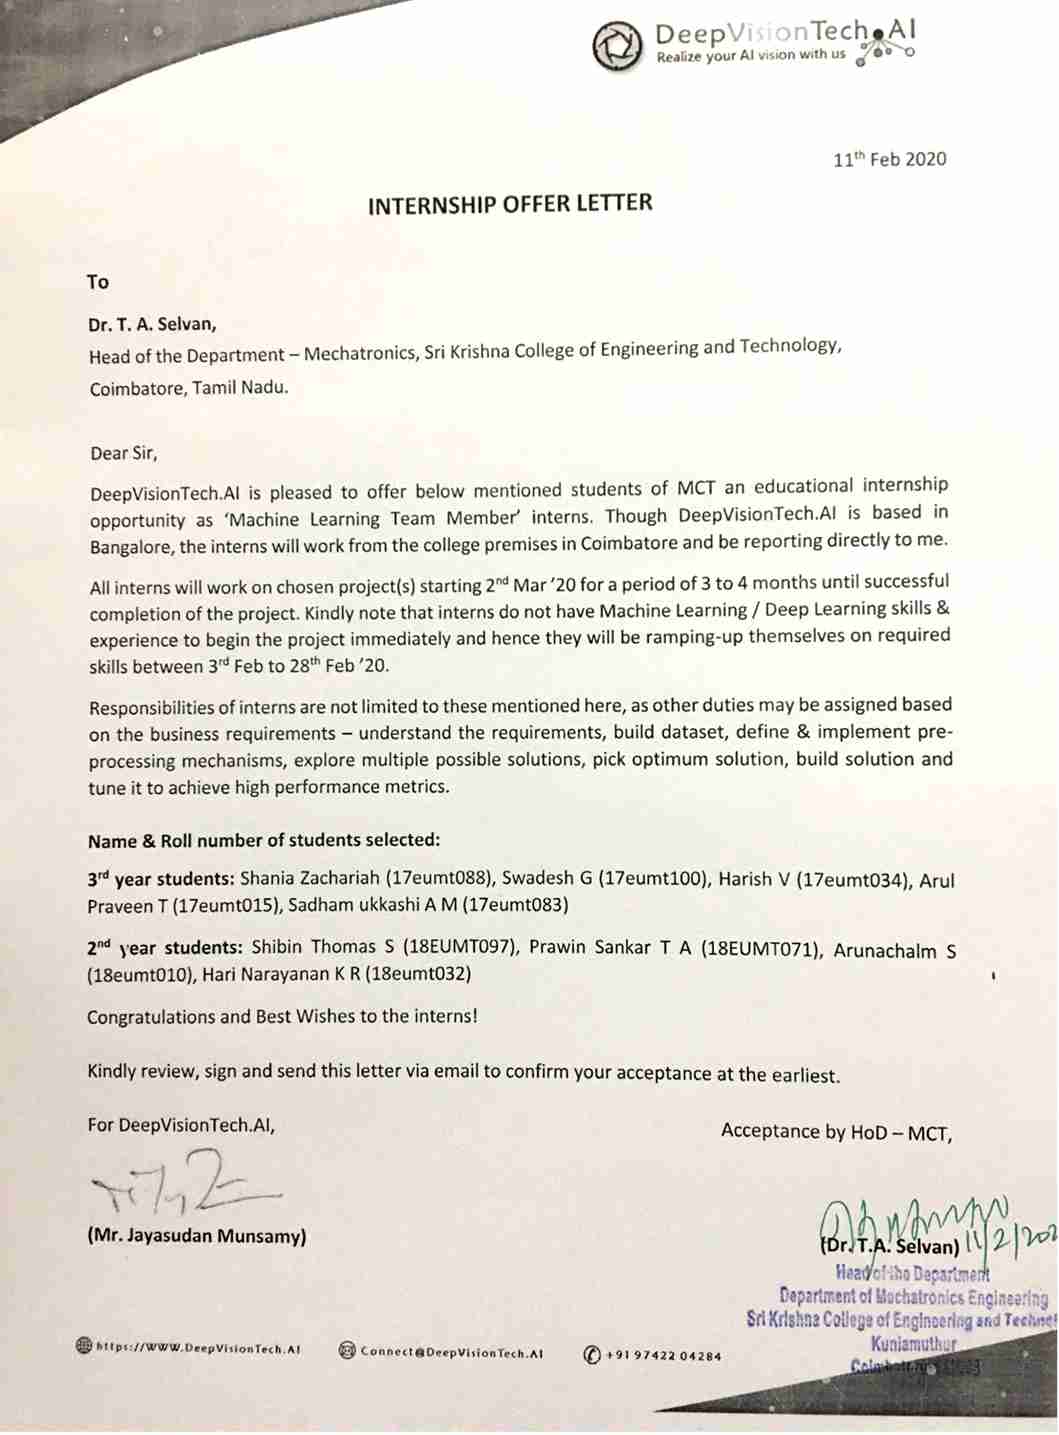 DeepVisionTech.AI
Realize your AI vision with us
11th Feb 2020
INTERNSHIP OFFER LETTER
To
Dr. T. A. Selvan,
Head of the Department – Mechatronics, Sri Krishna College of Engineering and Technology,
Coimbatore, Tamil Nadu.
Dear Sir,
DeepVisionTech.AI is pleased to offer below mentioned students of MCT an educational internship
opportunity as ‘Machine Learning Team Member’ interns. Though DeepVisionTech.AI is based in
Bangalore, the interns will work from the college premises in Coimbatore and be reporting directly to me.
All interns will work on chosen project(s) starting 2nd Mar ’20 for a period of 3 to 4 months until successful
completion of the project. Kindly note that interns do not have Machine Learning / Deep Learning skills &
experience to begin the project immediately and hence they will be ramping-up themselves on required
skills between 3rd Feb to 28th Feb ’20.
Responsibilities of interns are not limited to these mentioned here, as other duties may be assigned based
on the business requirements – understand the requirements, build dataset, define & implement pre-
processing mechanisms, explore multiple possible solutions, pick optimum solution, build solution and
tune it to achieve high performance metrics.
Name & Roll number of students selected:
3rd year students: Shania Zachariah (17eumt088), Swadesh G (17eumt100), Harish V (17eumt034), Arul
Praveen T (17eumt015), Sadham ukkashi A M (17eumt083)
2nd year students: Shibin Thomas S (18EUMT097), Prawin Sankar T A (18EUMT071), Arunachalm S
(18eumt010), Hari Narayanan K R (18eumt032)
Congratulations and Best Wishes to the interns!
Kindly review, sign and send this letter via email to confirm your acceptance at the earliest.
For DeepVisionTech.AI,
Acceptance by HoD – MCT,
(Mr. Jayasudan Munsamy)
(Dr. T.A. Selvan) 11/2/202
Head of the Department
Department of Mechatronics Engineering
Sri Krishna College of Engineering and Technol
Kuniamuthur
https://WWW.DeepVisionTech.AI
Connect@DeepVisionTech.AI
+91 97422 04284